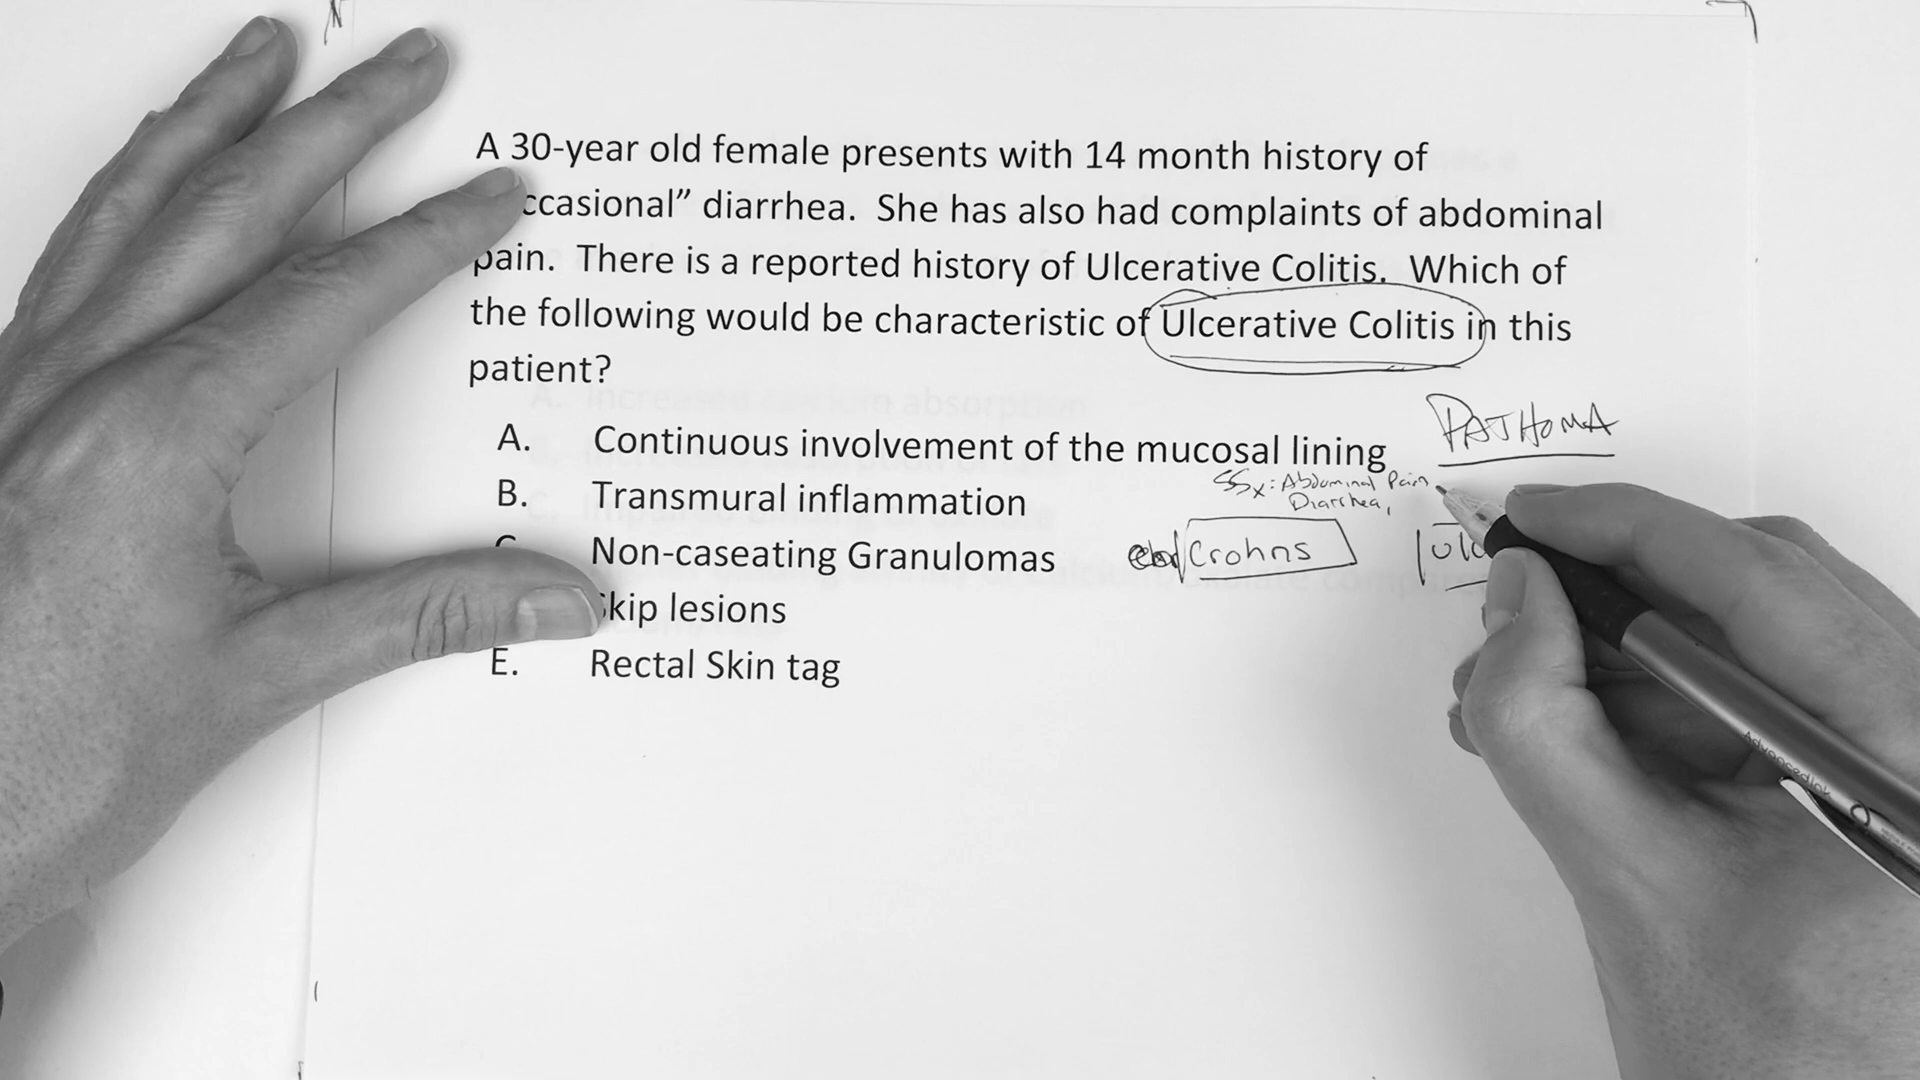 A 30-year old female presents with 14 month history of
ccasional" diarrhea. She has also had complaints of abdominal
pain. There is a reported history of Ulcerative Colitis. Which of
the following would be characteristic of Ulcerative Colitis in this
patient?
A. Continuous involvement of the mucosal lining
PATHOMA
SSx: Abdominal Pain
Diarrhea,
B. Transmural inflammation
Non-caseating Granulomas
Crohns
Skip lesions
E. Rectal Skin tag
AdvancedInk